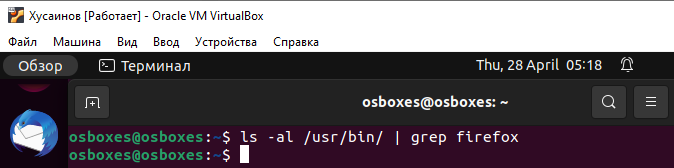 Хусаинов [Работает] - Oracle VM VirtualBox
Файл Машина Вид Ввод Устройства Справка
Обзор Терминал Thu, 28 April 05:18
osboxes@osboxes: ~
osboxes@osboxes:~$ ls -al /usr/bin/ | grep firefox
osboxes@osboxes:~$